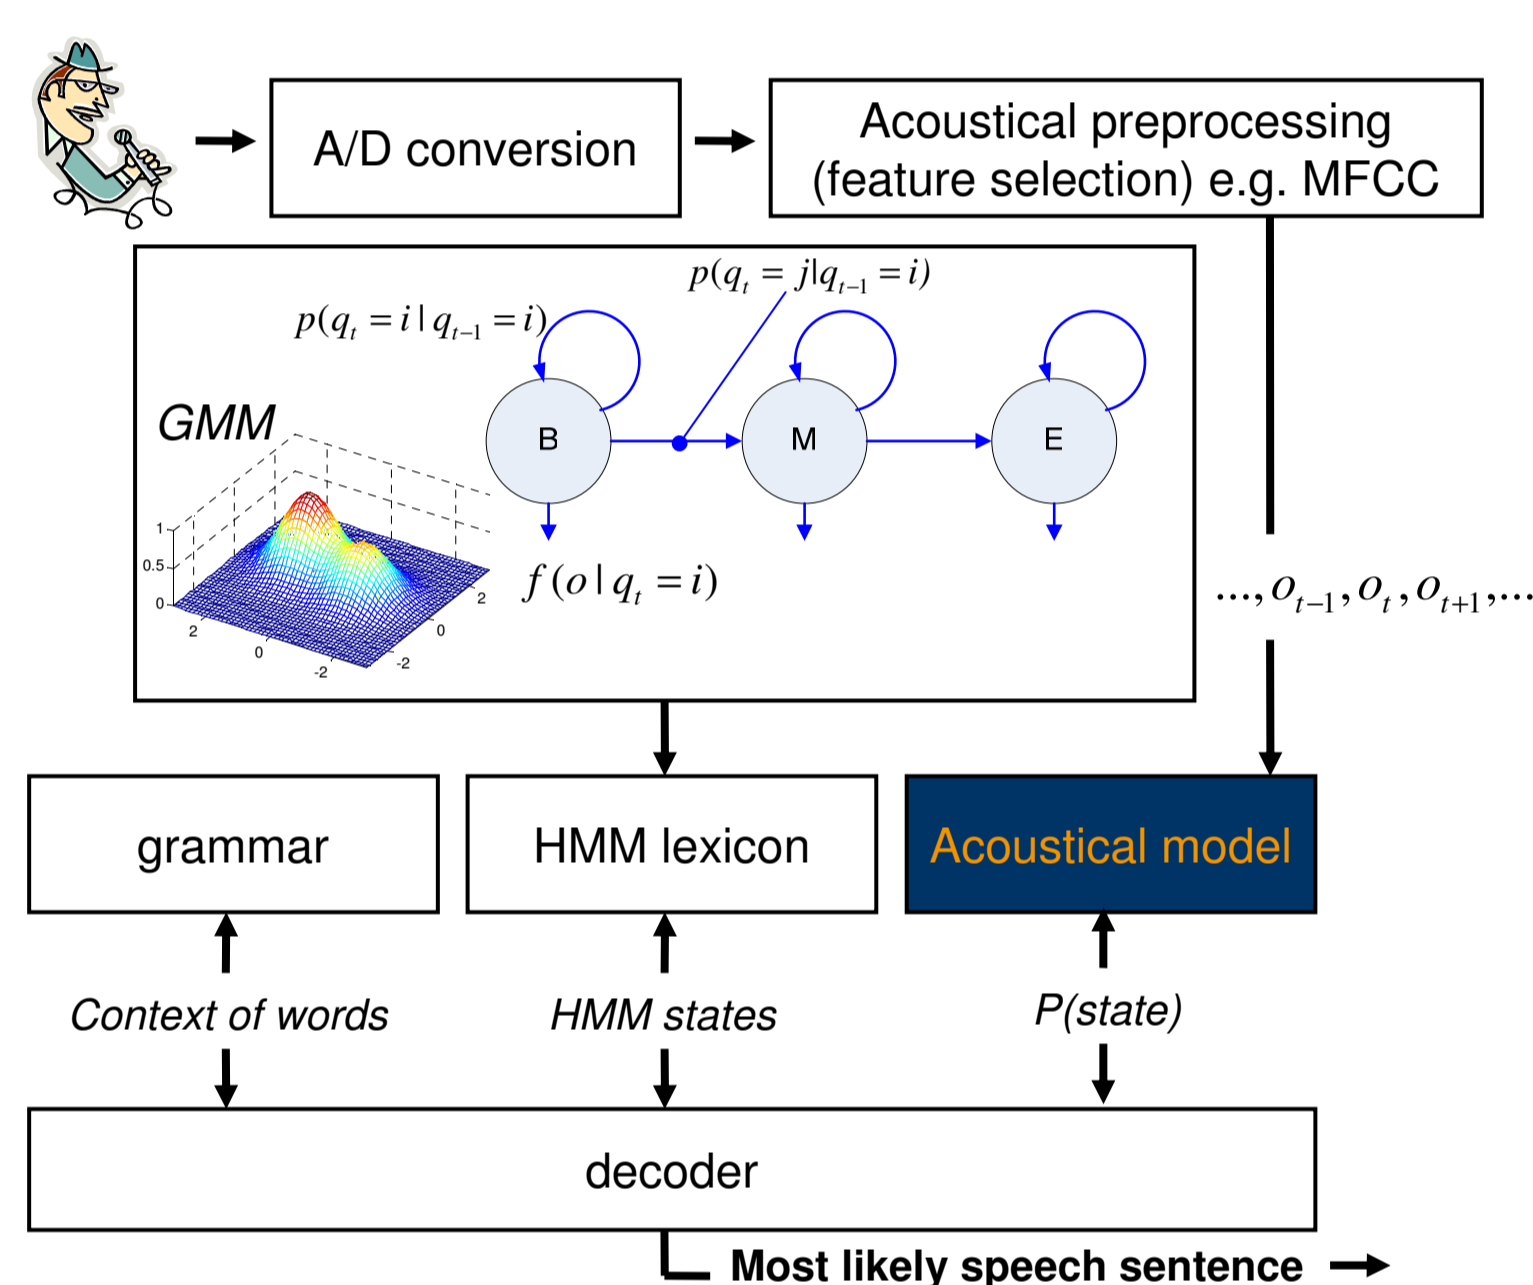 A/D conversion
Acoustical preprocessing
(feature selection) e.g. MFCC
p(q_t = j|q_{t-1} = i)
p(q_t = i | q_{t-1} = i)
GMM
B
M
E
1
0.5
0
2
0
-2
2
0
-2
f(o | q_t = i)
..., o_{t-1}, o_t, o_{t+1}, ...
grammar
HMM lexicon
Acoustical model
Context of words
HMM states
P(state)
decoder
Most likely speech sentence